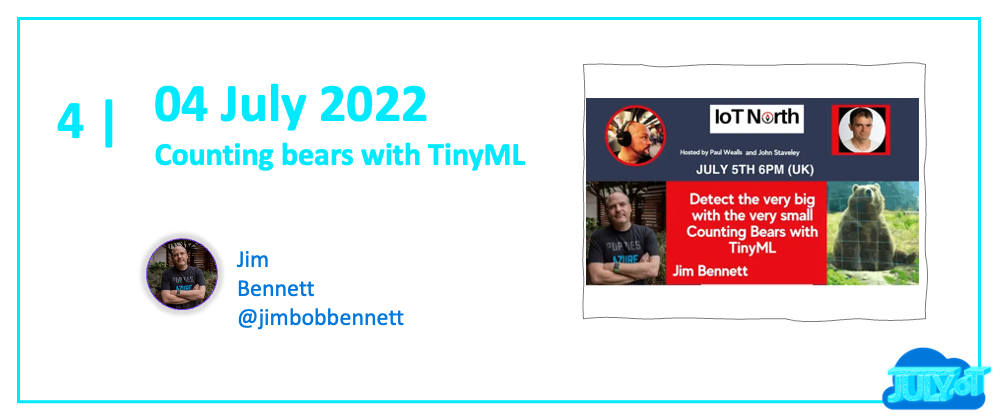 4 |
04 July 2022
Counting bears with TinyML
Jim
Bennett
@jimbobbennett
IoT North
Hosted by Paul Wealls and John Staveley
JULY 5TH 6PM (UK)
Detect the very big
with the very small
Counting Bears with
TinyML
Jim Bennett
PUPPIES
AZURE
JULYOT